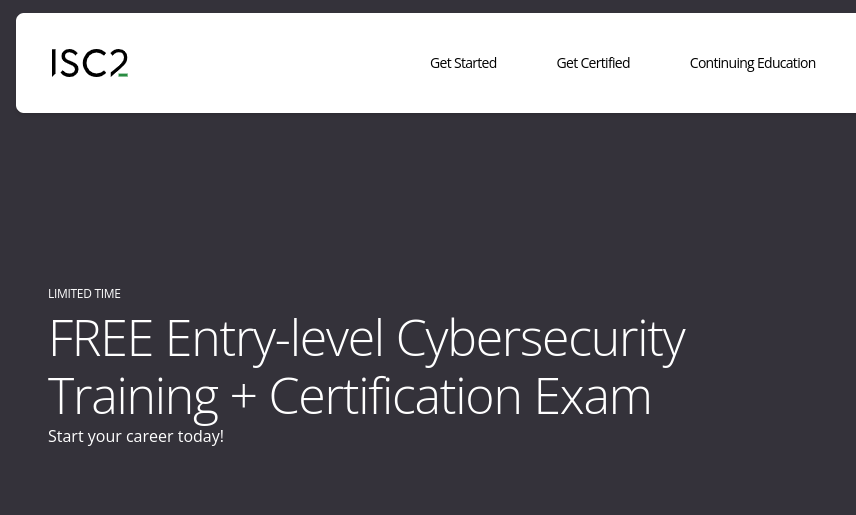 ISC2
Get Started
Get Certified
Continuing Education
LIMITED TIME
FREE Entry-level Cybersecurity
Training + Certification Exam
Start your career today!